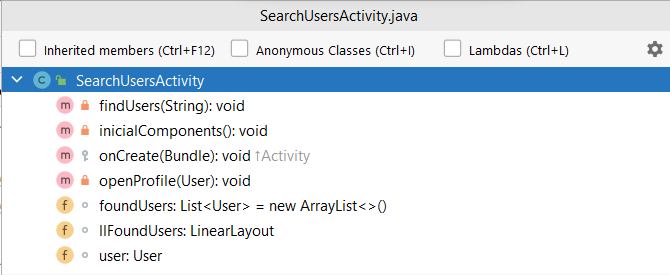 SearchUsersActivity.java
Inherited members (Ctrl+F12) Anonymous Classes (Ctrl+I) Lambdas (Ctrl+L)
C SearchUsersActivity
m findUsers(String): void
m inicialComponents(): void
m onCreate(Bundle): void ↑Activity
m openProfile(User): void
f foundUsers: List<User> = new ArrayList<>()
f llFoundUsers: LinearLayout
f user: User